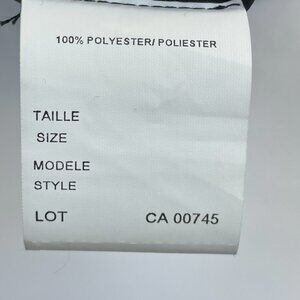 100% POLYESTER/ POLIESTER
TAILLE
SIZE
MODELE
STYLE
LOT CA 00745